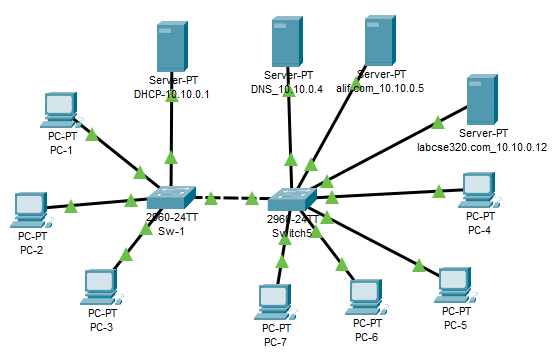 Server-PT
DHCP-10.10.0.1
Server-PT
DNS_10.10.0.4
Server-PT
alif.com_10.10.0.5
Server-PT
labcse320.com_10.10.0.12
PC-PT
PC-1
PC-PT
PC-2
PC-PT
PC-3
2960-24TT
Sw-1
2960-24TT
Switch5
PC-PT
PC-4
PC-PT
PC-5
PC-PT
PC-6
PC-PT
PC-7